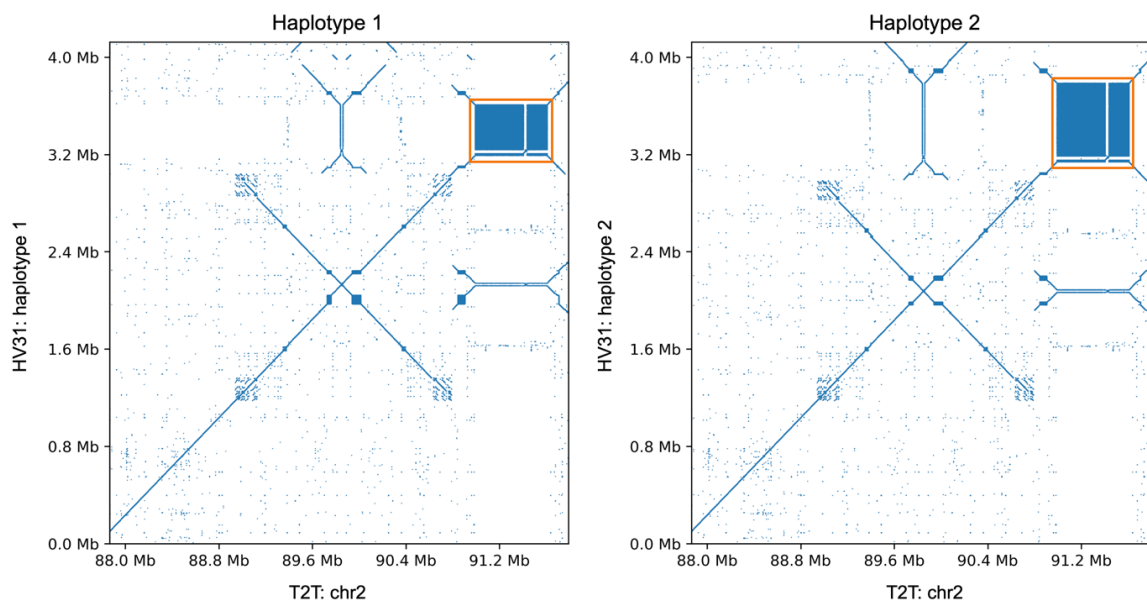 Haplotype 1
HV31: haplotype 1
4.0 Mb
3.2 Mb
2.4 Mb
1.6 Mb
0.8 Mb
0.0 Mb
88.0 Mb 88.8 Mb 89.6 Mb 90.4 Mb 91.2 Mb
T2T: chr2
Haplotype 2
HV31: haplotype 2
4.0 Mb
3.2 Mb
2.4 Mb
1.6 Mb
0.8 Mb
0.0 Mb
88.0 Mb 88.8 Mb 89.6 Mb 90.4 Mb 91.2 Mb
T2T: chr2